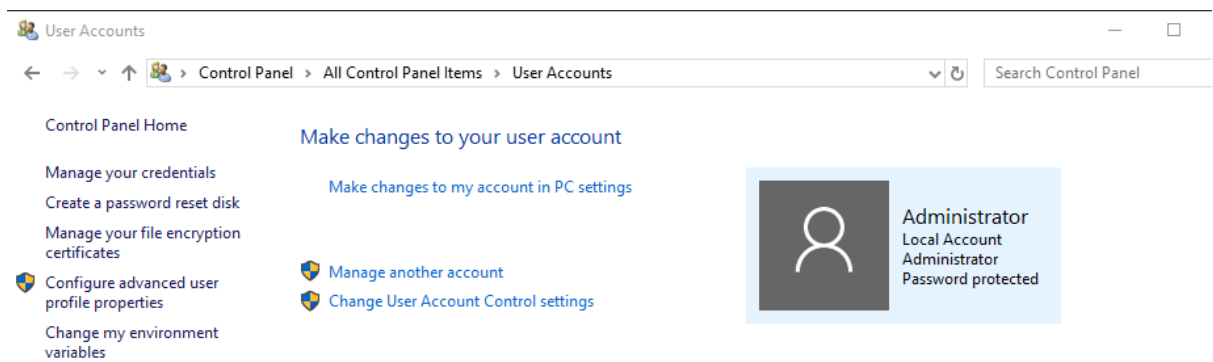 User Accounts
Control Panel > All Control Panel Items > User Accounts
Search Control Panel
Control Panel Home
Manage your credentials
Create a password reset disk
Manage your file encryption
certificates
Configure advanced user
profile properties
Change my environment
variables
Make changes to your user account
Make changes to my account in PC settings
Manage another account
Change User Account Control settings
Administrator
Local Account
Administrator
Password protected